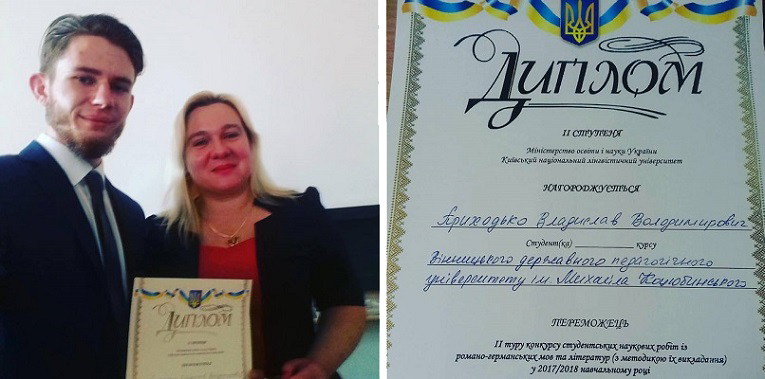 ДИПЛОМ
ДИПЛОМ
II СТУПЕНЯ
Міністерство освіти і науки України
Київський національний лінгвістичний університет
НАГОРОДЖУЄТЬСЯ
Приходько Владислав Володимирович
Студент(ка) ____________ курсу
Вінницького державного педагогічного
університету ім. Михайла Коцюбинського
ПЕРЕМОЖЕЦЬ
II туру конкурсу студентських наукових робіт із
романо-германських мов та літератур (з методикою їх викладання)
у 2017/2018 навчальному році